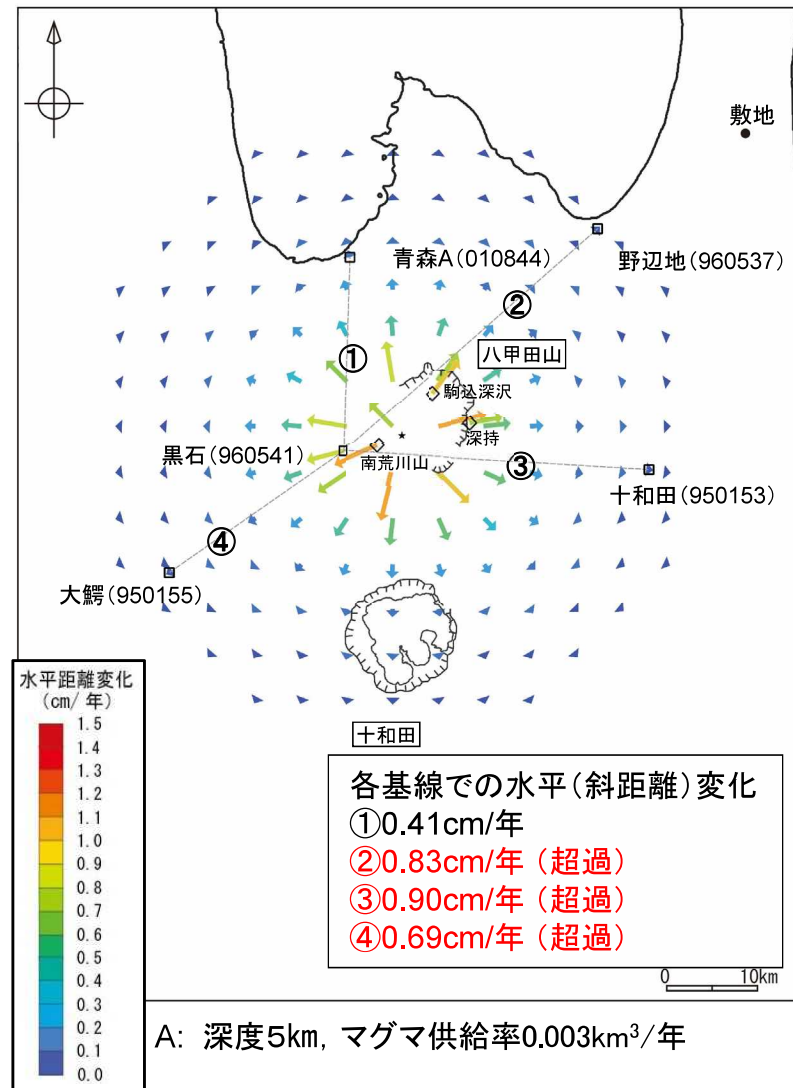 敷地
青森A(010844)
野辺地(960537)
②
①
八甲田山
駒込深沢
深持
黒石(960541)
南荒川山
③
十和田(950153)
④
大鰐(950155)
水平距離変化
(cm/年)
1.5
1.4
1.3
1.2
1.1
1.0
0.9
0.8
0.7
0.6
0.5
0.4
0.3
0.2
0.1
0.0
十和田
各基線での水平(斜距離)変化
①0.41cm/年
②0.83cm/年(超過)
③0.90cm/年(超過)
④0.69cm/年(超過)
0 10km
A: 深度5km, マグマ供給率0.003km³/年